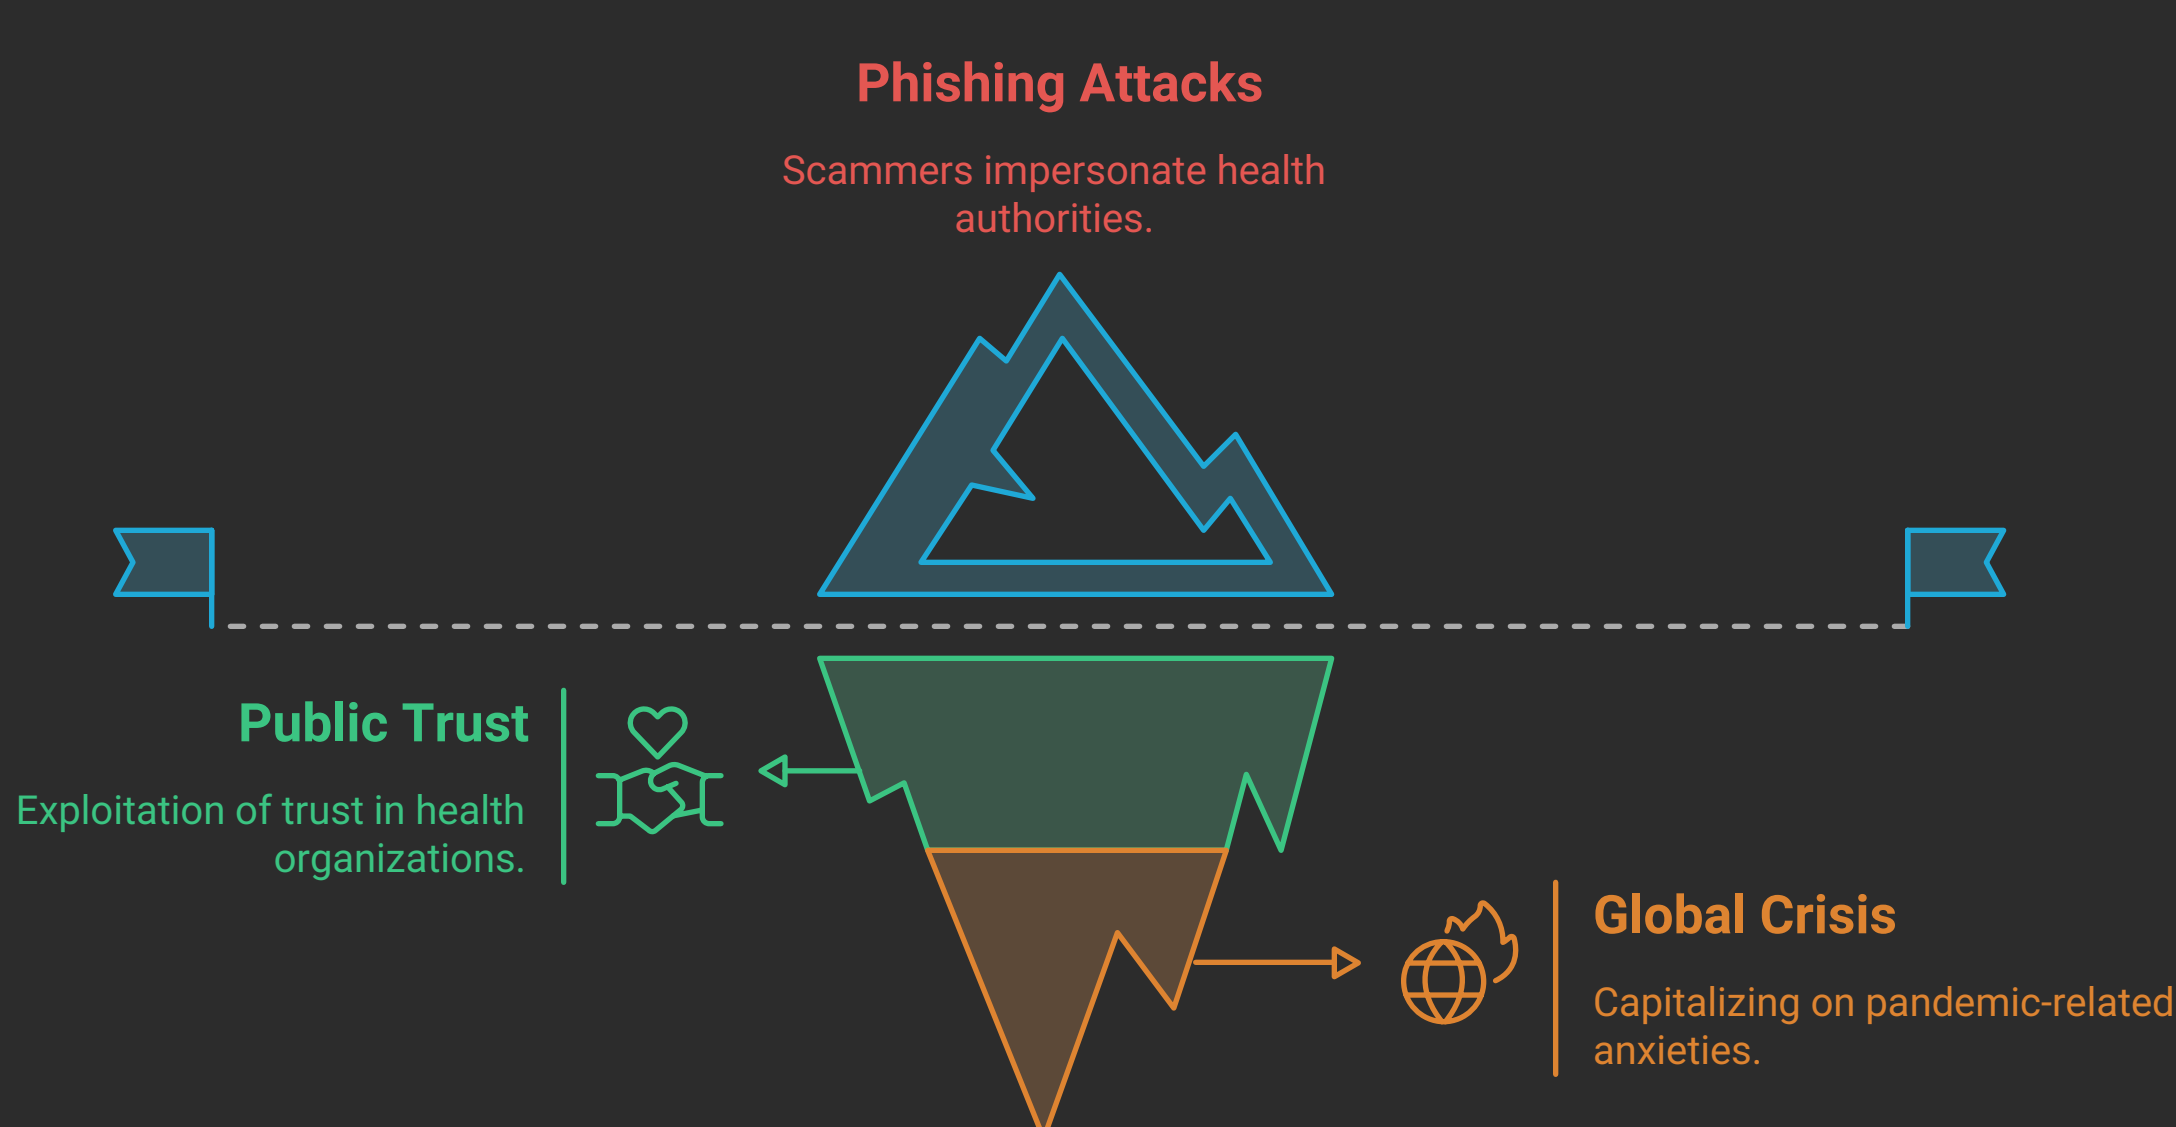 Phishing Attacks
Scammers impersonate health
authorities.
Public Trust
Exploitation of trust in health
organizations.
Global Crisis
Capitalizing on pandemic-related
anxieties.